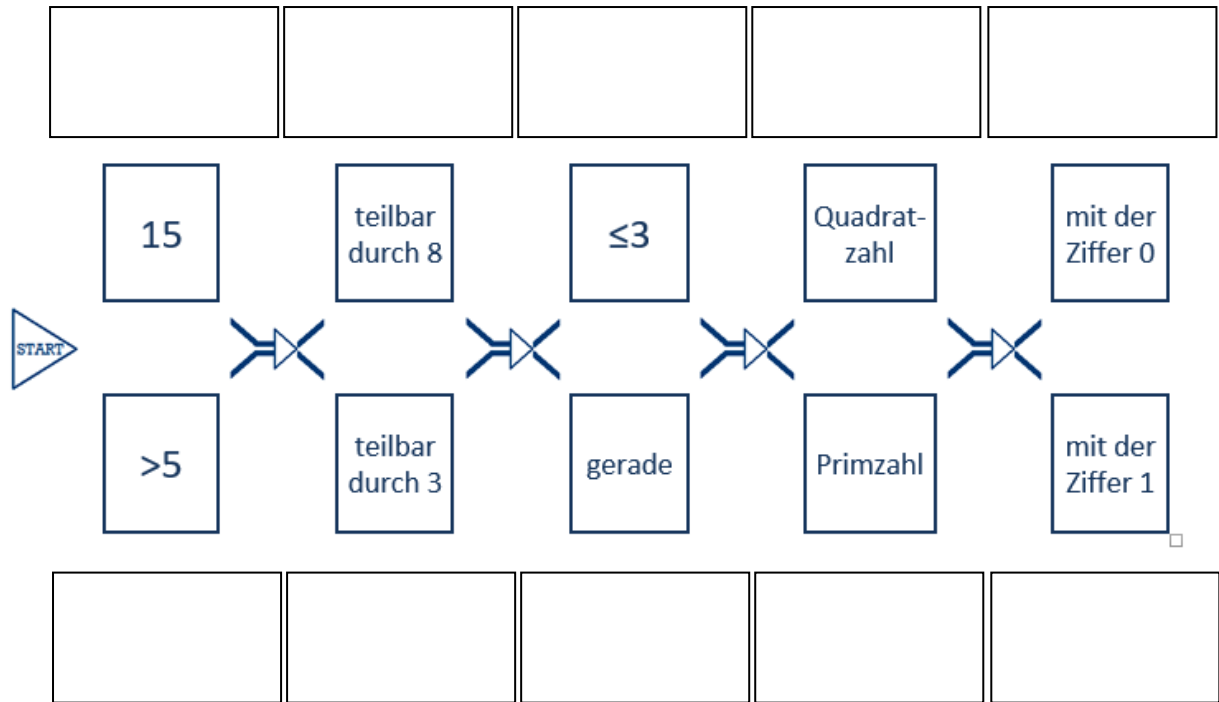 15
teilbar
durch 8
≤3
Quadrat-
zahl
mit der
Ziffer 0
START
>5
teilbar
durch 3
gerade
Primzahl
mit der
Ziffer 1